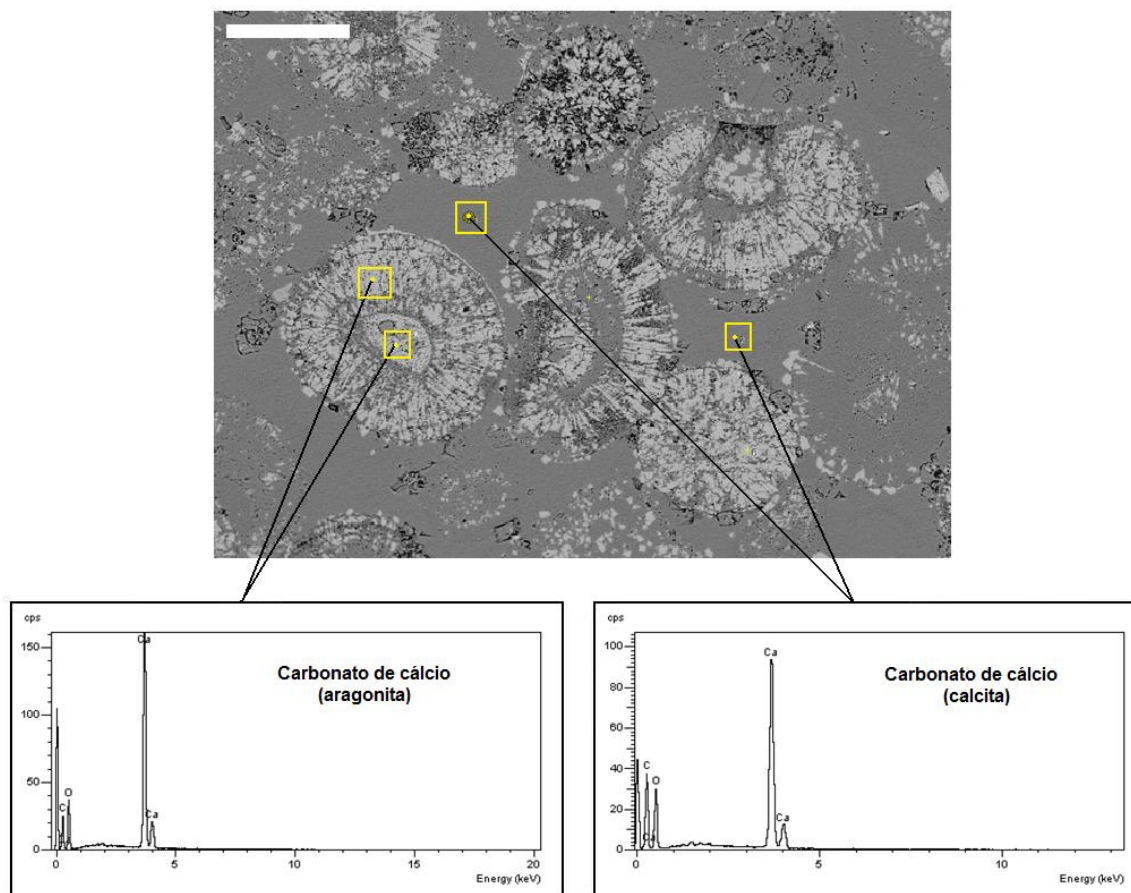 cps
150
100
50
0
Ca
C
O
Ca
Carbonato de cálcio
(aragonita)
0
5
10
15
20
Energy (keV)
cps
100
80
60
40
20
0
Ca
C
O
Ca
Ca
Carbonato de cálcio
(calcita)
5
10
Energy (keV)